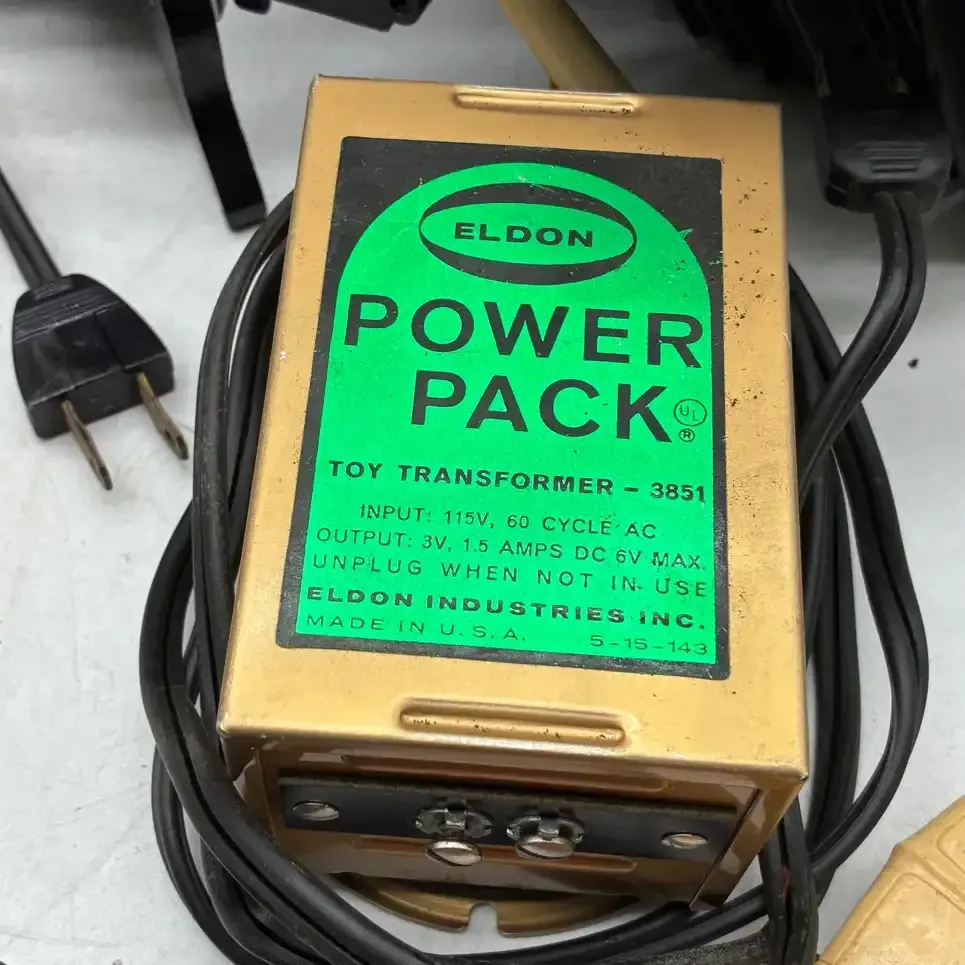 ELDON
POWER
PACK
UL
®
TOY TRANSFORMER - 3851
INPUT: 115V, 60 CYCLE AC
OUTPUT: 3V, 1.5 AMPS DC 6V MAX.
UNPLUG WHEN NOT IN USE
ELDON INDUSTRIES INC.
MADE IN U.S.A. 5-15-143